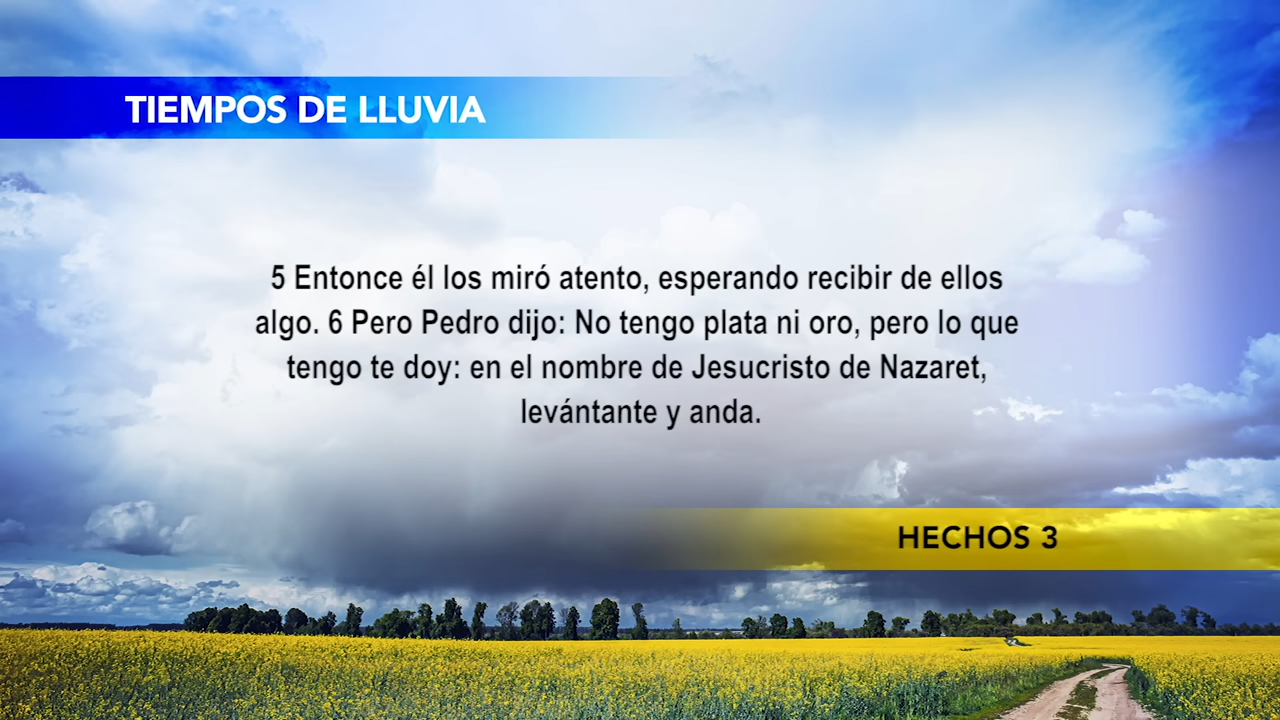 TIEMPOS DE LLUVIA
5 Entonce él los miró atento, esperando recibir de ellos
algo. 6 Pero Pedro dijo: No tengo plata ni oro, pero lo que
tengo te doy: en el nombre de Jesucristo de Nazaret,
levántante y anda.
HECHOS 3